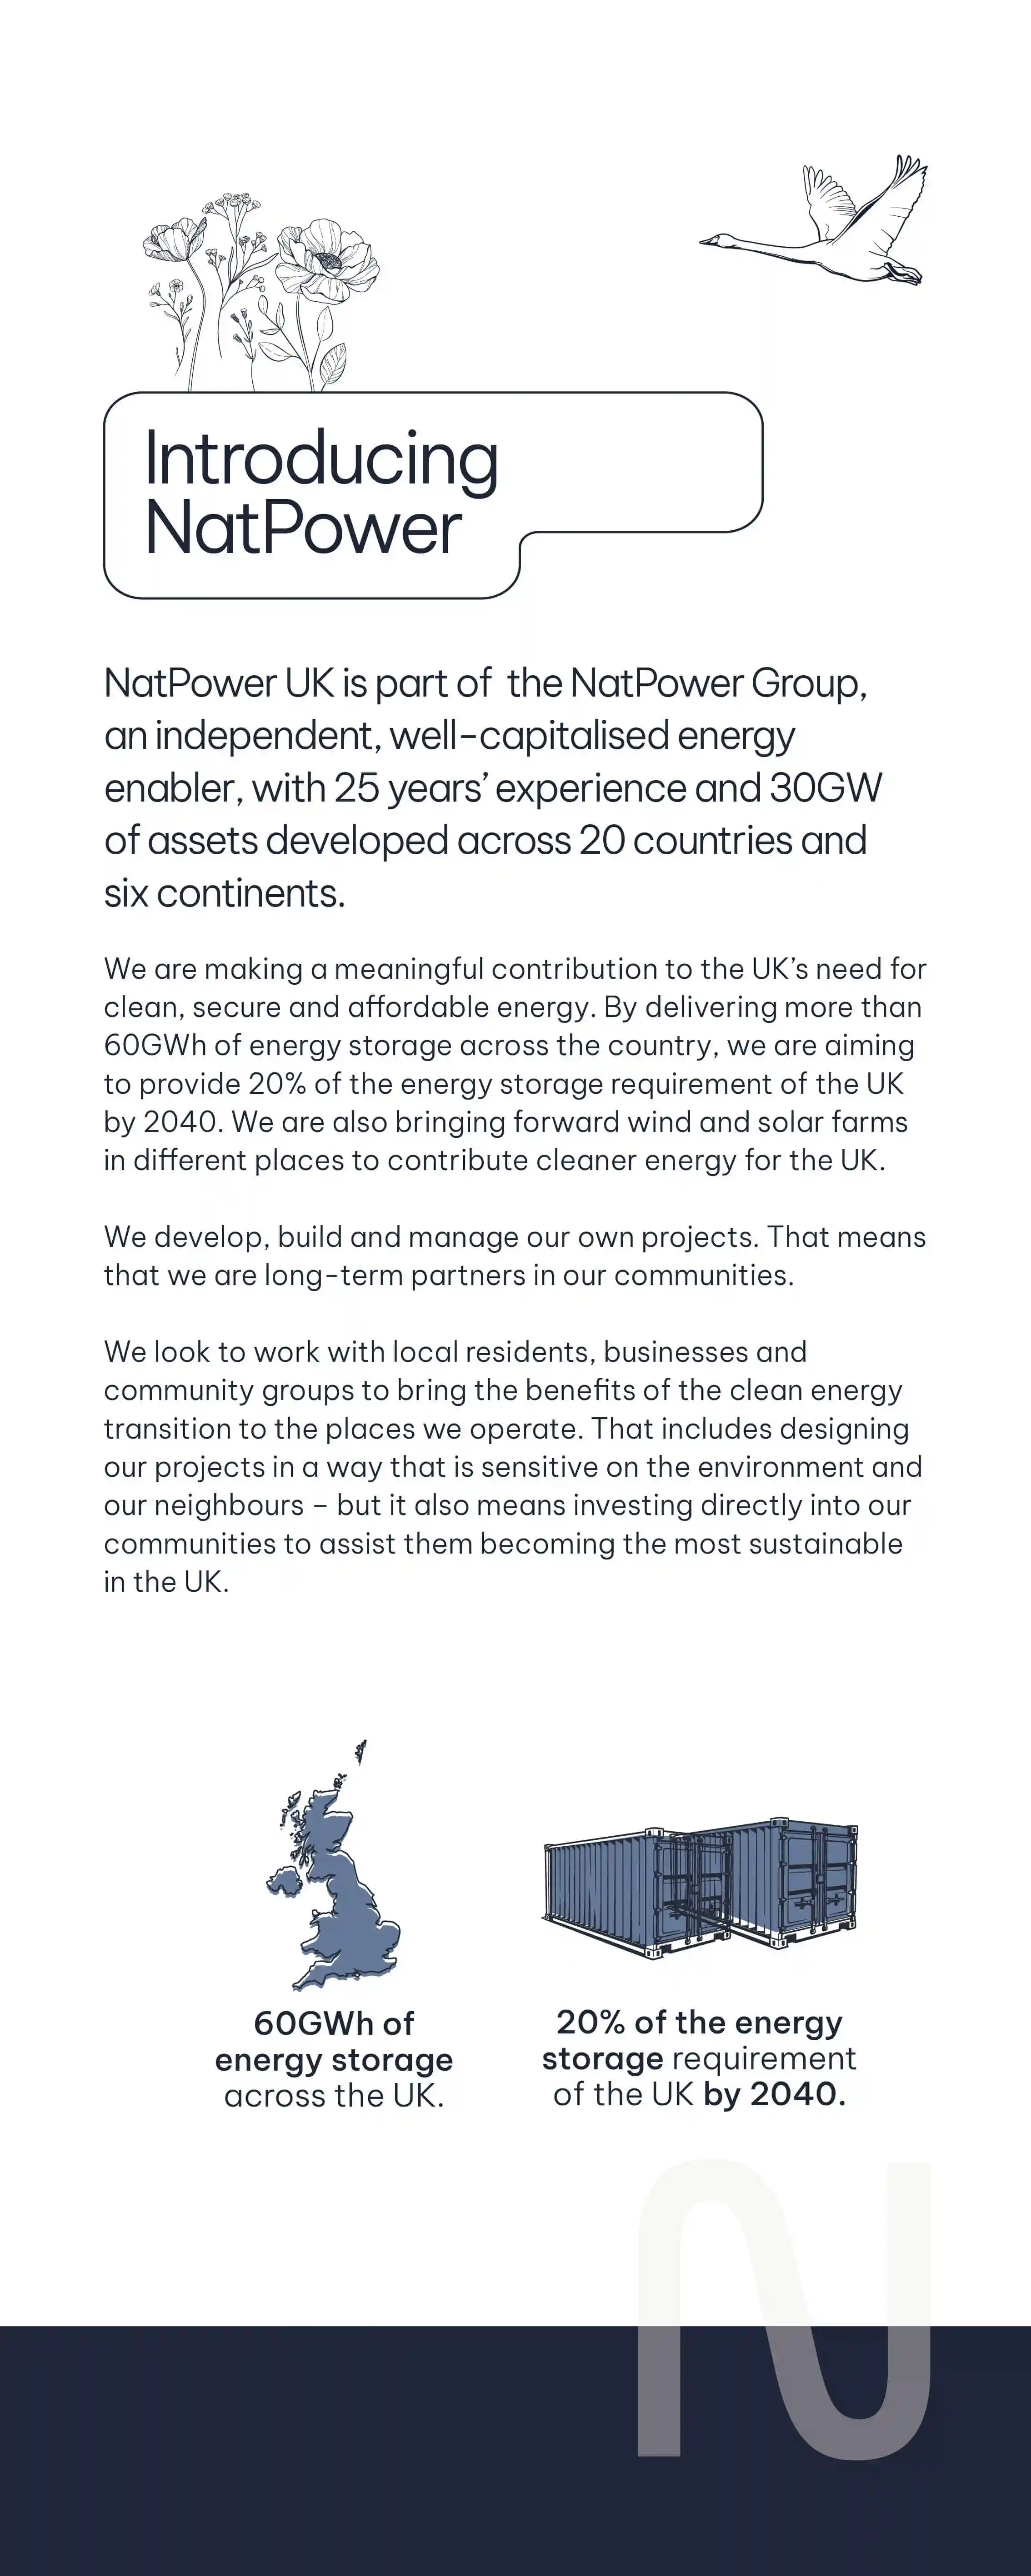 Introducing
NatPower
NatPower UK is part of the NatPower Group,
an independent, well-capitalised energy
enabler, with 25 years’ experience and 30GW
of assets developed across 20 countries and
six continents.
We are making a meaningful contribution to the UK’s need for
clean, secure and affordable energy. By delivering more than
60GWh of energy storage across the country, we are aiming
to provide 20% of the energy storage requirement of the UK
by 2040. We are also bringing forward wind and solar farms
in different places to contribute cleaner energy for the UK.
We develop, build and manage our own projects. That means
that we are long-term partners in our communities.
We look to work with local residents, businesses and
community groups to bring the benefits of the clean energy
transition to the places we operate. That includes designing
our projects in a way that is sensitive on the environment and
our neighbours – but it also means investing directly into our
communities to assist them becoming the most sustainable
in the UK.
60GWh of
energy storage
across the UK.
20% of the energy
storage requirement
of the UK by 2040.